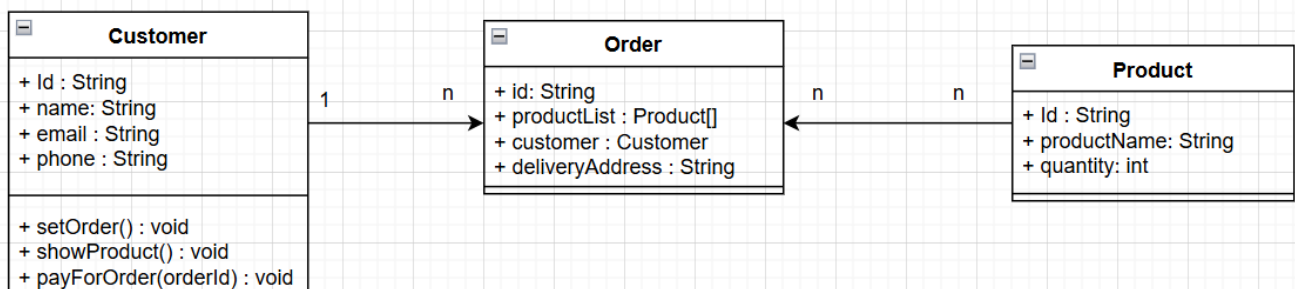 Customer
+ Id : String
+ name: String
+ email : String
+ phone : String
+ setOrder() : void
+ showProduct() : void
+ payForOrder(orderId) : void
1
n
Order
+ id: String
+ productList : Product[]
+ customer : Customer
+ deliveryAddress : String
n
n
Product
+ Id : String
+ productName: String
+ quantity: int